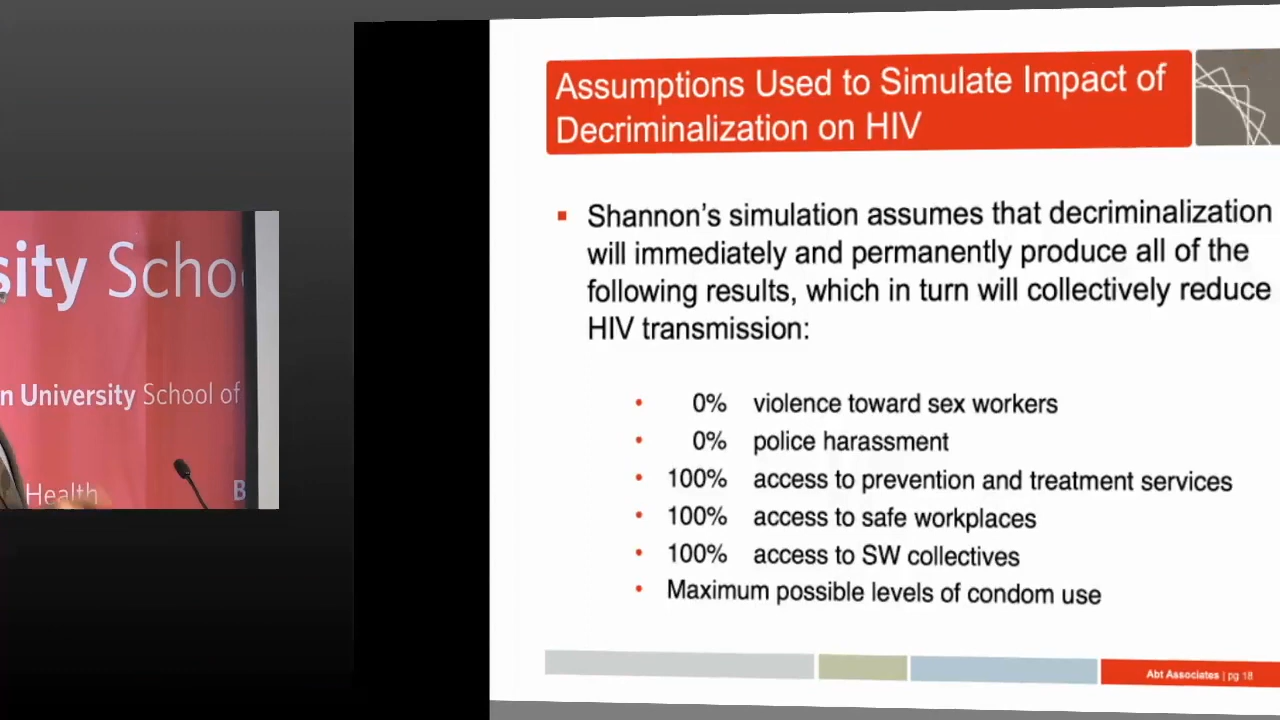 sity Scho
n University School of
Health
B
Assumptions Used to Simulate Impact of
Decriminalization on HIV
▪ Shannon’s simulation assumes that decriminalization
will immediately and permanently produce all of the
following results, which in turn will collectively reduce
HIV transmission:
• 0% violence toward sex workers
• 0% police harassment
• 100% access to prevention and treatment services
• 100% access to safe workplaces
• 100% access to SW collectives
• Maximum possible levels of condom use
Abt Associates | pg 18